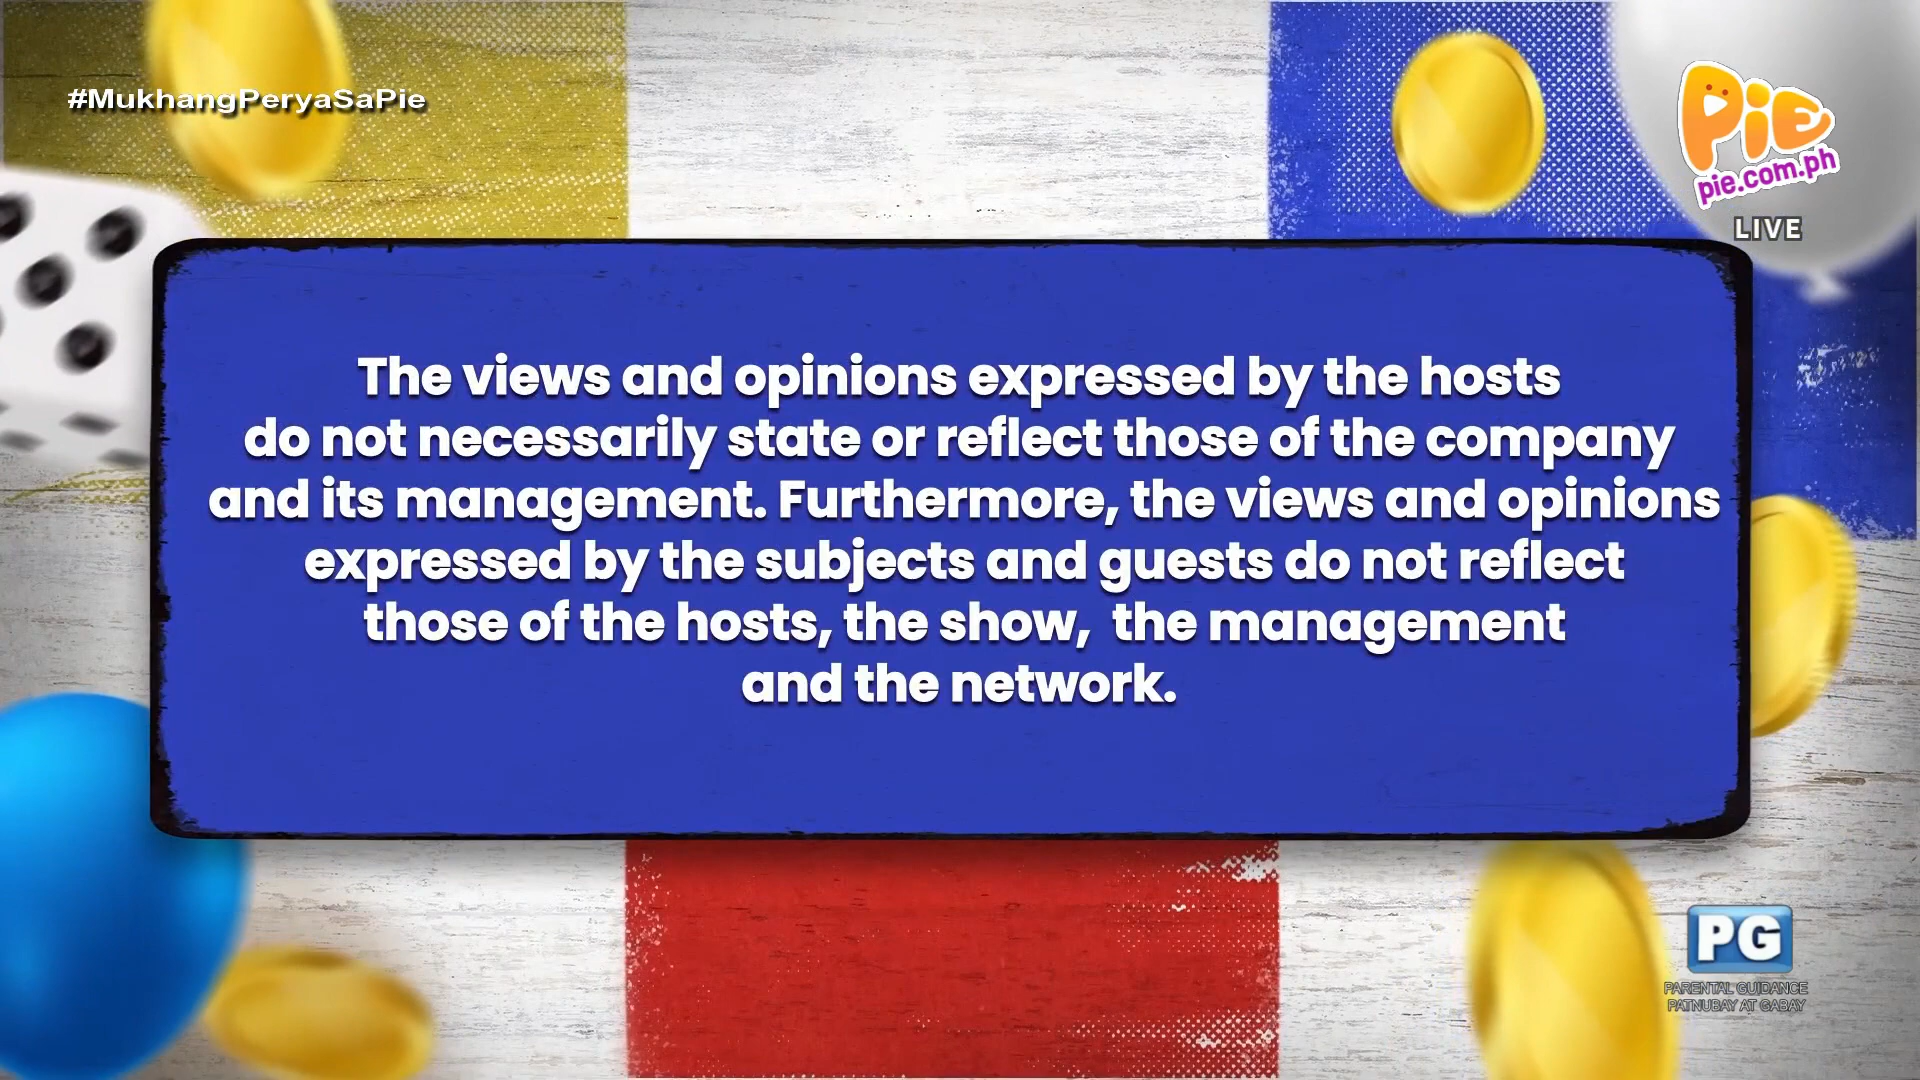 #MukhangPeryaSaPie
Pie
pie.com.ph
LIVE
The views and opinions expressed by the hosts
do not necessarily state or reflect those of the company
and its management. Furthermore, the views and opinions
expressed by the subjects and guests do not reflect
those of the hosts, the show,  the management
and the network.
PG
PARENTAL GUIDANCE
PATNUBAY AT GABAY